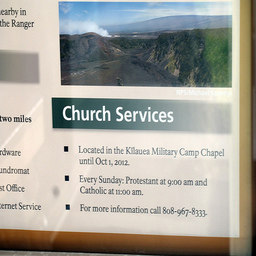 earby in
the Ranger
Church Services
two miles
Located in the Kīlauea Military Camp Chapel
until Oct 1, 2012.
rdware
undromat
Every Sunday: Protestant at 9:00 am and
st Office
Catholic at 11:00 am.
ternet Service
For more information call 808-967-8333.